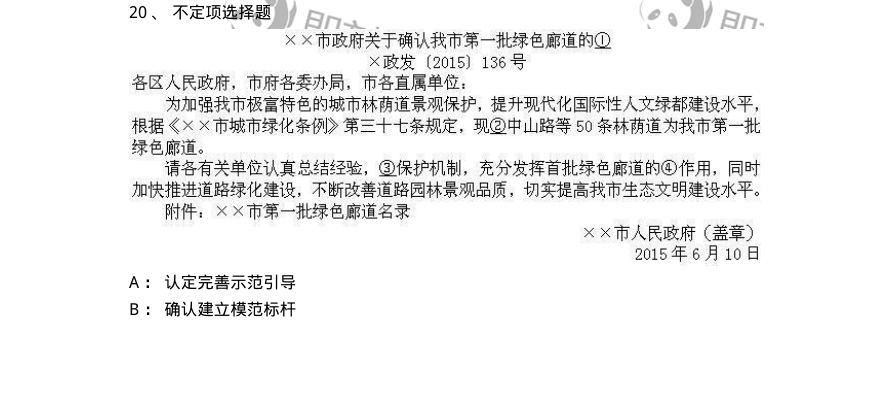 20 、 不定项选择题
××市政府关于确认我市第一批绿色廊道的①
×政发〔2015〕136号
各区人民政府，市府各委办局，市各直属单位：
为加强我市极富特色的城市林荫道景观保护，提升现代化国际性人文绿都建设水平，
根据《××市城市绿化条例》第三十七条规定，现②中山路等50条林荫道为我市第一批
绿色廊道。
请各有关单位认真总结经验，③保护机制，充分发挥首批绿色廊道的④作用，同时
加快推进道路绿化建设，不断改善道路园林景观品质，切实提高我市生态文明建设水平。
附件：××市第一批绿色廊道名录
××市人民政府（盖章）
2015年6月10日
A ： 认定完善示范引导
B ： 确认建立模范标杆